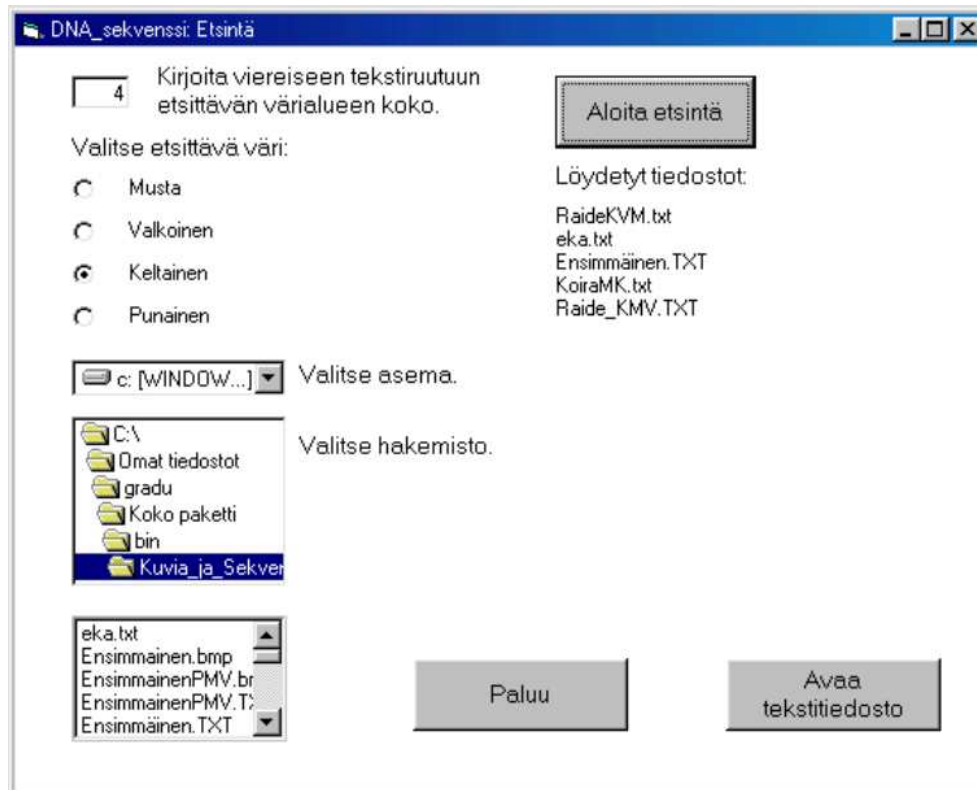 DNA_sekvenssi: Etsintä
4
Kirjoita viereiseen tekstiruutuun
etsittävän värialueen koko.
Aloita etsintä
Valitse etsittävä väri:
Musta
Valkoinen
Keltainen
Punainen
Löydetyt tiedostot:
RaideKVM.txt
eka.txt
Ensimmäinen.TXT
KoiraMK.txt
Raide_KMV.TXT
c: [WINDOW...]
Valitse asema.
C:\
Omat tiedostot
gradu
Koko paketti
bin
Kuvia_ja_Sekver
Valitse hakemisto.
eka.txt
Ensimmainen.bmp
EnsimmainenPMV.br
EnsimmainenPMV.T>
Ensimmäinen.TXT
Paluu
Avaa
tekstitiedosto